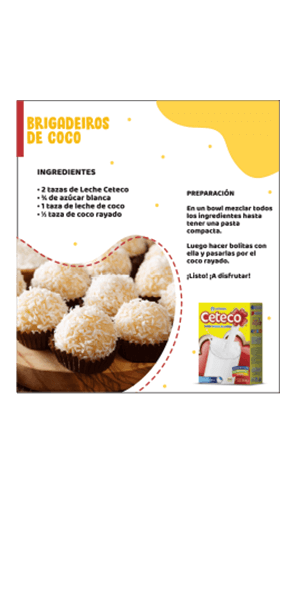 BRIGADEIROS
DE COCO
INGREDIENTES
• 2 tazas de Leche Ceteco
• ¾ de azúcar blanca
• 1 taza de leche de coco
• ½ taza de coco rayado
PREPARACIÓN
En un bowl mezclar todos
los ingredientes hasta
tener una pasta
compacta.
Luego hacer bolitas con
ella y pasarlas por el
coco rayado.
¡Listo! ¡A disfrutar!
Ceteco